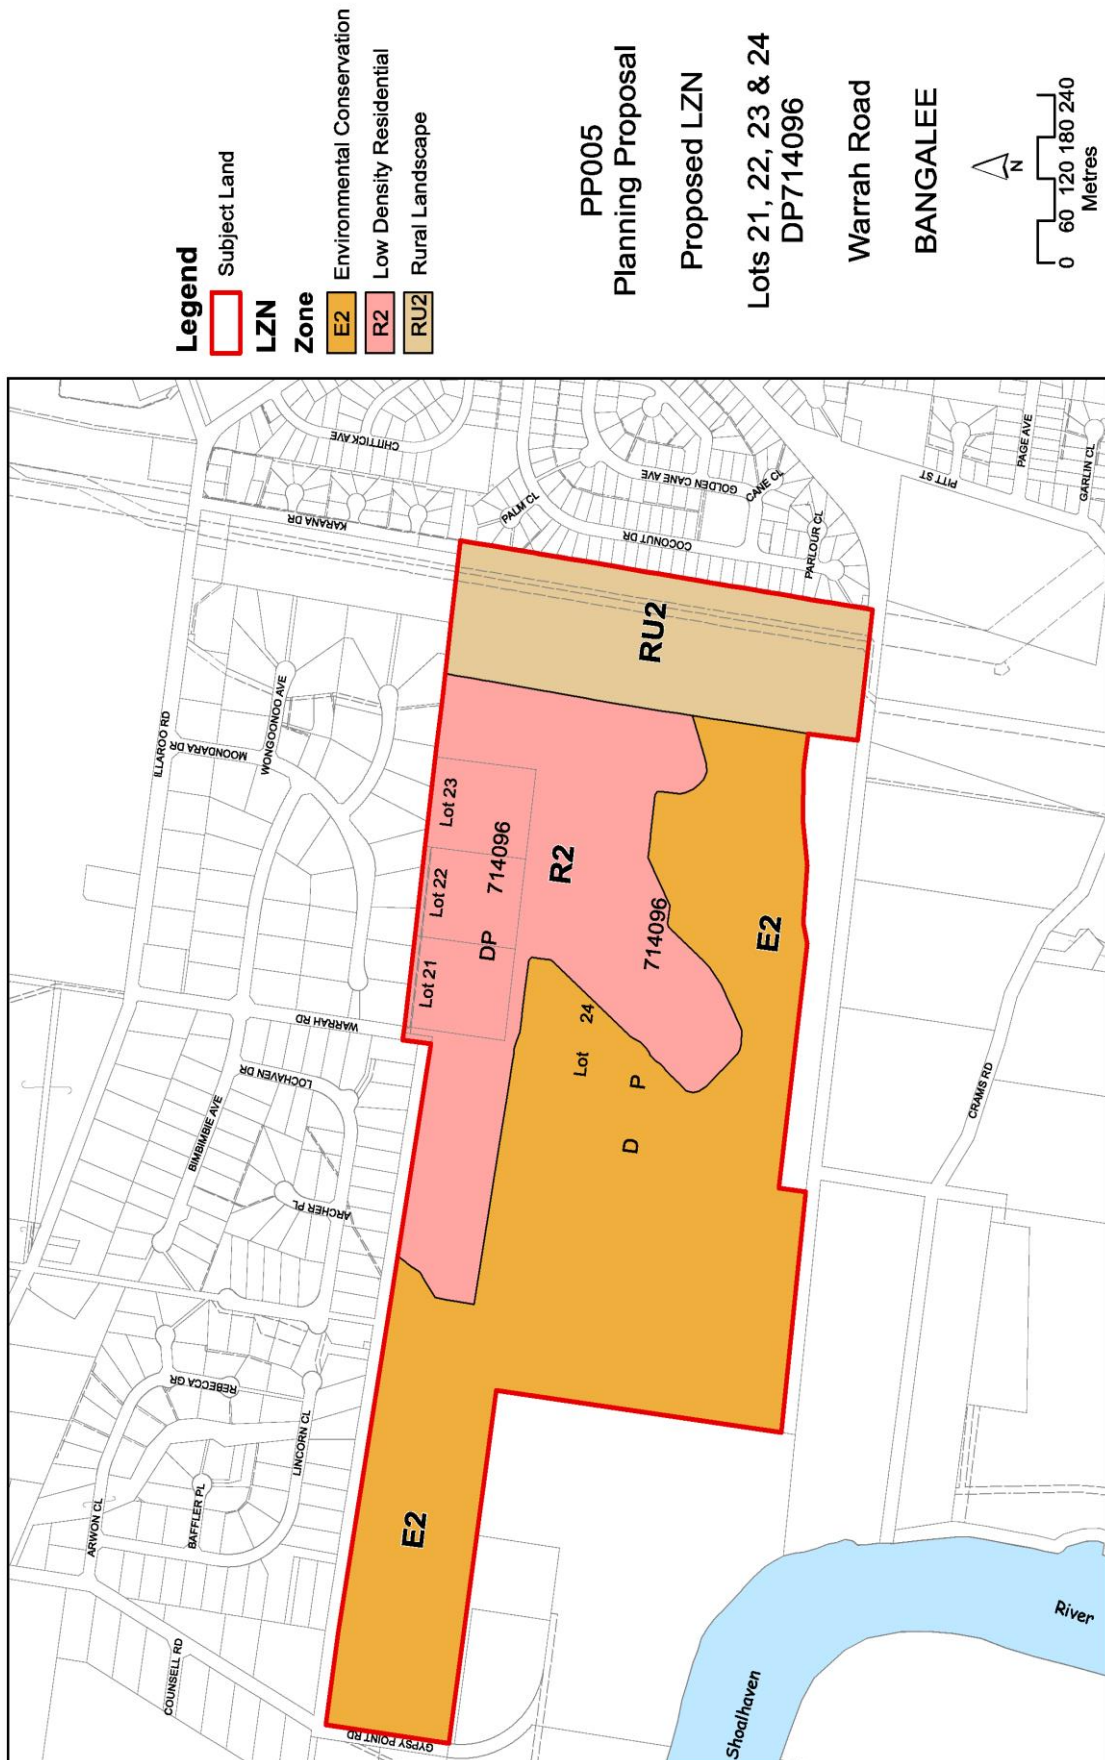 Legend
Subject Land
LZN
Zone
E2 Environmental Conservation
R2 Low Density Residential
RU2 Rural Landscape
PP005
Planning Proposal
Proposed LZN
Lots 21, 22, 23 & 24
DP714096
Warrah Road
BANGALEE
N
0 60 120 180 240
Metres
ILLAROO RD
MOONDARA DR
WONGOONOO AVE
KARANA DR
CHITTICK AVE
PALM CL
COCONUT DR
GOLDEN CANE AVE
CANE CL
PARLOUR CL
PITT ST
PAGE AVE
GARLIN CL
WARRAH RD
LOCHAVEN DR
BIMBIMBIE AVE
ARCHER PL
REBECCA GR
LINCORN CL
BAFFLER PL
ARWON CL
COUNSELL RD
GYPSY POINT RD
CRAMS RD
Lot 21
Lot 22
Lot 23
DP
714096
R2
RU2
714096
E2
Lot 24
D P
E2
Shoalhaven
River